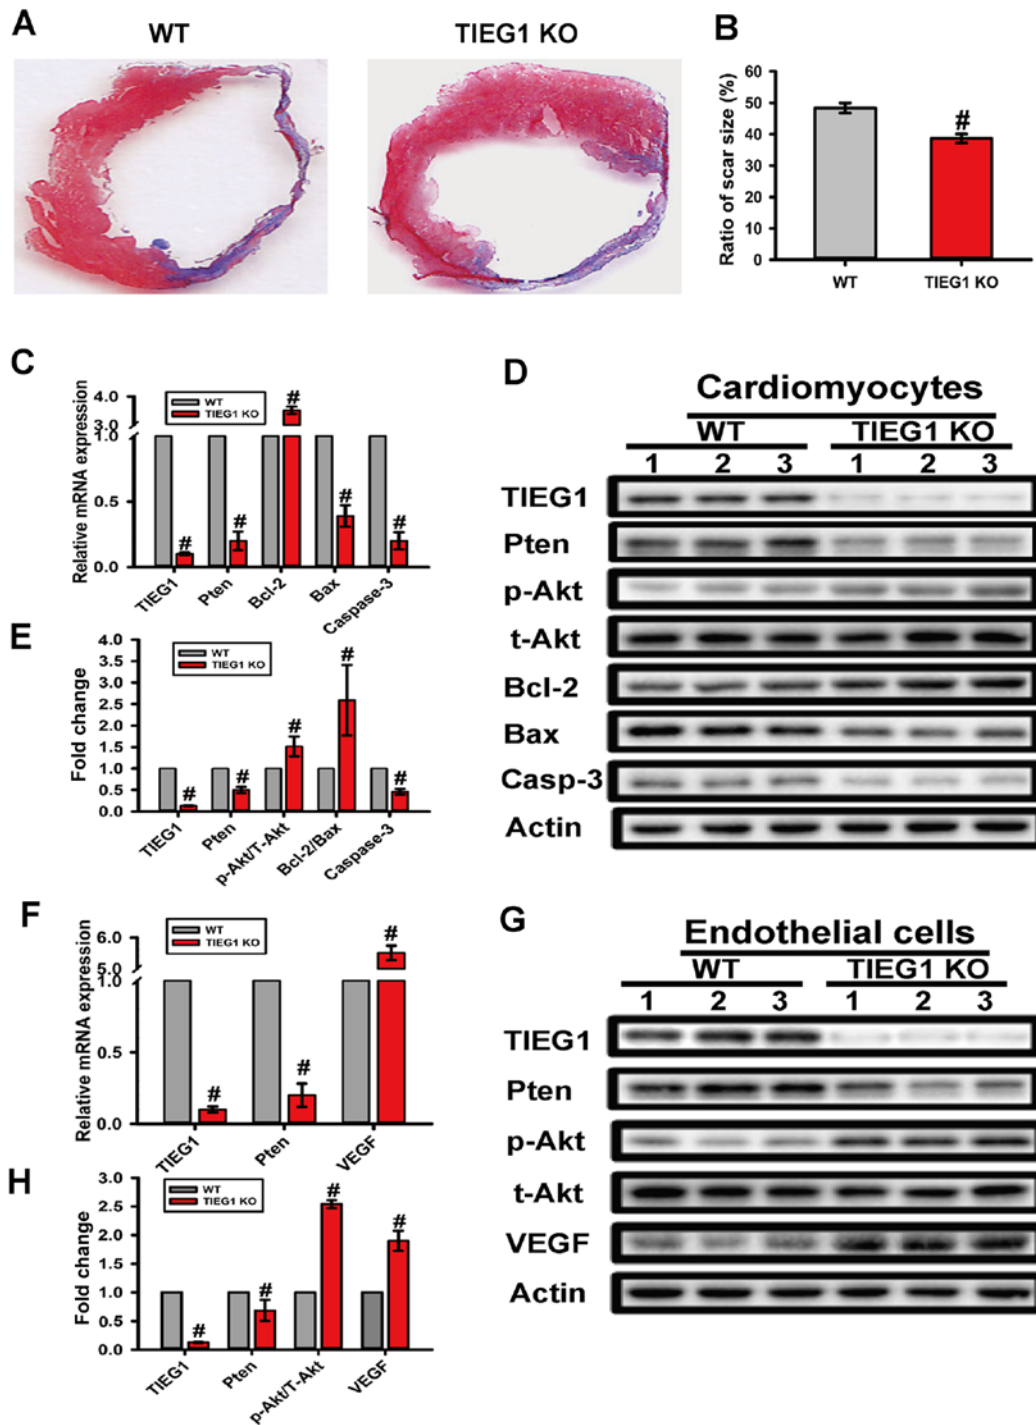 A
WT
TIEG1 KO
B
Ratio of scar size (%)
60
50
40
30
20
10
0
#
WT
TIEG1 KO
C
Relative mRNA expression
4.0
3.0
1.0
0.5
0.0
WT
TIEG1 KO
#
#
#
#
#
TIEG1
Pten
Bcl-2
Bax
Caspase-3
D
Cardiomyocytes
WT
TIEG1 KO
1 2 3 1 2 3
TIEG1
Pten
p-Akt
t-Akt
Bcl-2
Bax
Casp-3
Actin
E
Fold change
4.0
3.5
3.0
2.5
2.0
1.5
1.0
0.5
0.0
WT
TIEG1 KO
#
#
#
#
#
TIEG1
Pten
p-Akt/T-Akt
Bcl-2/Bax
Caspase-3
F
Relative mRNA expression
6.0
5.0
1.0
0.5
0.0
WT
TIEG1 KO
#
#
#
TIEG1
Pten
VEGF
G
Endothelial cells
WT
TIEG1 KO
1 2 3 1 2 3
TIEG1
Pten
p-Akt
t-Akt
VEGF
Actin
H
Fold change
3.0
2.5
2.0
1.5
1.0
0.5
0.0
WT
TIEG1 KO
#
#
#
#
TIEG1
Pten
p-Akt/T-Akt
VEGF